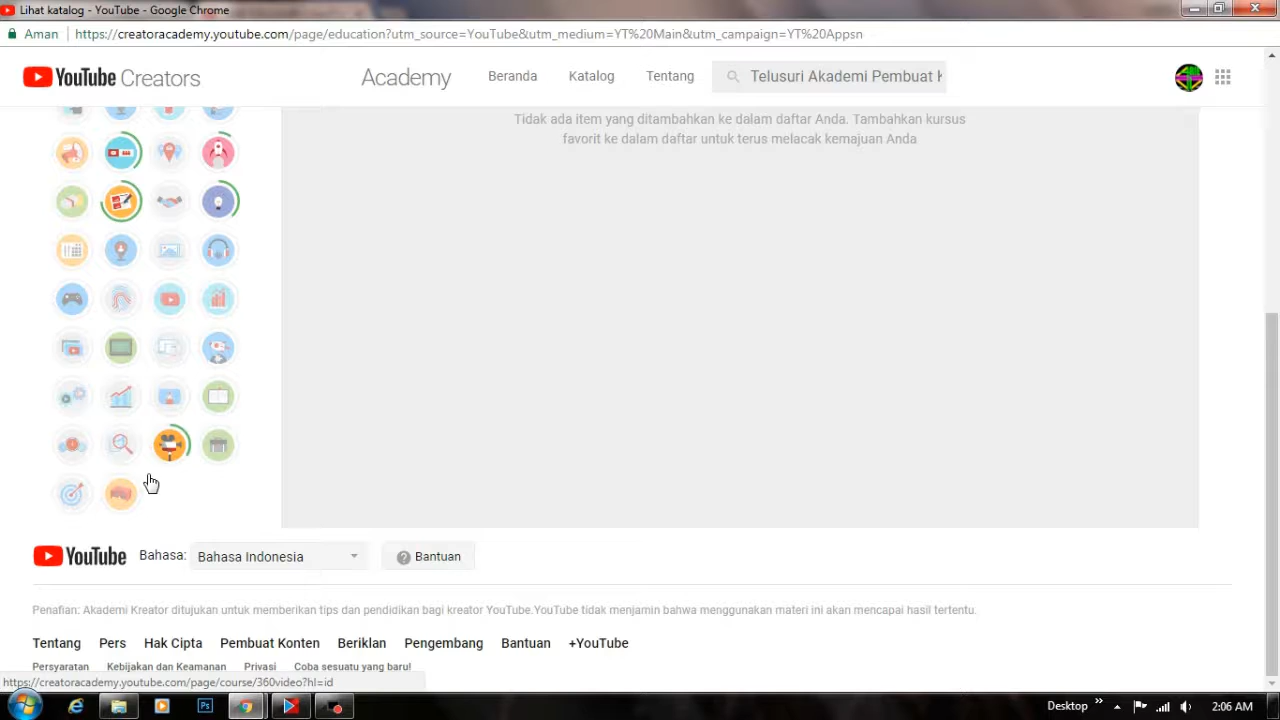 Lihat katalog - YouTube - Google Chrome
Aman https://creatoracademy.youtube.com/page/education?utm_source=YouTube&utm_medium=YT%20Main&utm_campaign=YT%20Appsn
YouTube Creators Academy Beranda Katalog Tentang Telusuri Akademi Pembuat K
Tidak ada item yang ditambahkan ke dalam daftar Anda. Tambahkan kursus
favorit ke dalam daftar untuk terus melacak kemajuan Anda
YouTube Bahasa: Bahasa Indonesia ? Bantuan
Penafian: Akademi Kreator ditujukan untuk memberikan tips dan pendidikan bagi kreator YouTube.YouTube tidak menjamin bahwa menggunakan materi ini akan mencapai hasil tertentu.
Tentang Pers Hak Cipta Pembuat Konten Beriklan Pengembang Bantuan +YouTube
Persyaratan Kebijakan dan Keamanan Privasi Coba sesuatu yang baru!
https://creatoracademy.youtube.com/page/course/360video?hl=id
Ps Desktop » 2:06 AM